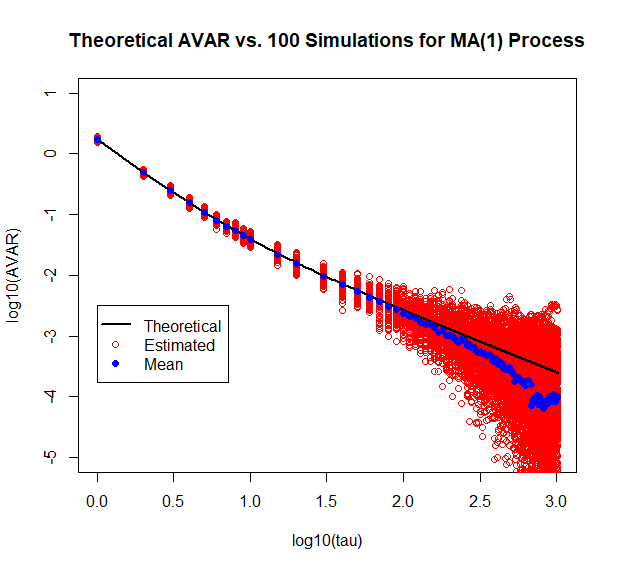 Theoretical AVAR vs. 100 Simulations for MA(1) Process
log10(AVAR)
1
0
-1
-2
-3
-4
-5
Theoretical
Estimated
Mean
0.0 0.5 1.0 1.5 2.0 2.5 3.0
log10(tau)